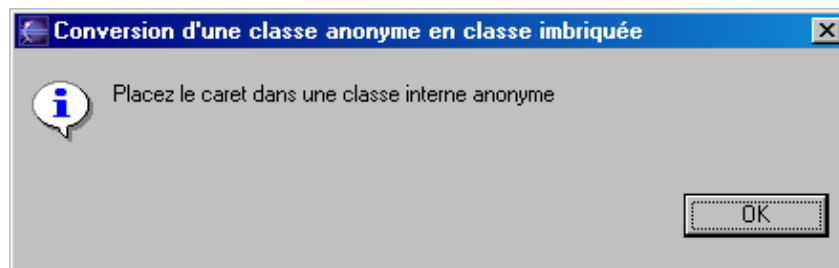 Conversion d'une classe anonyme en classe imbriquée
Placez le caret dans une classe interne anonyme
OK